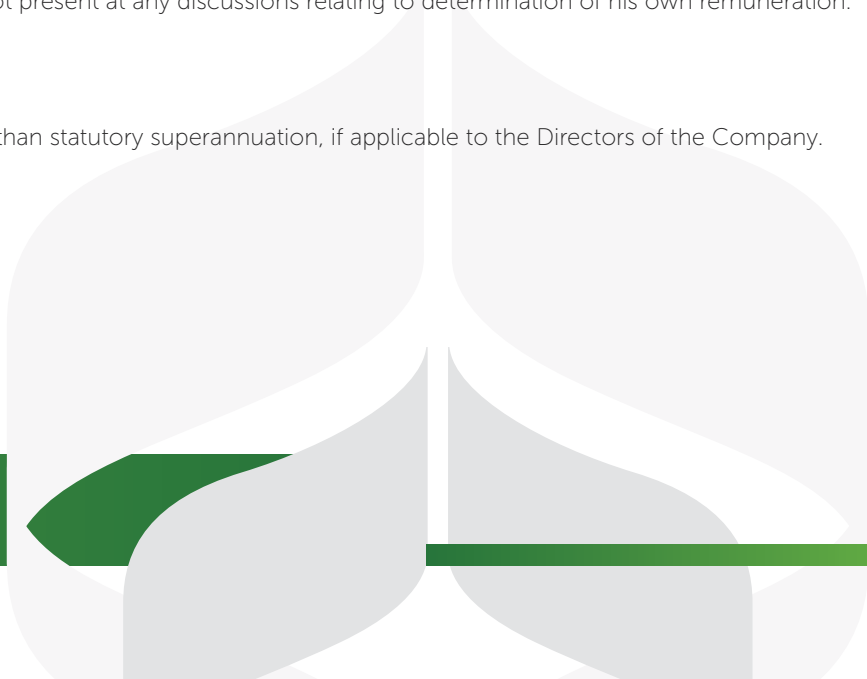 present at any discussions relating to determination of his own remuneration.
than statutory superannuation, if applicable to the Directors of the Company.